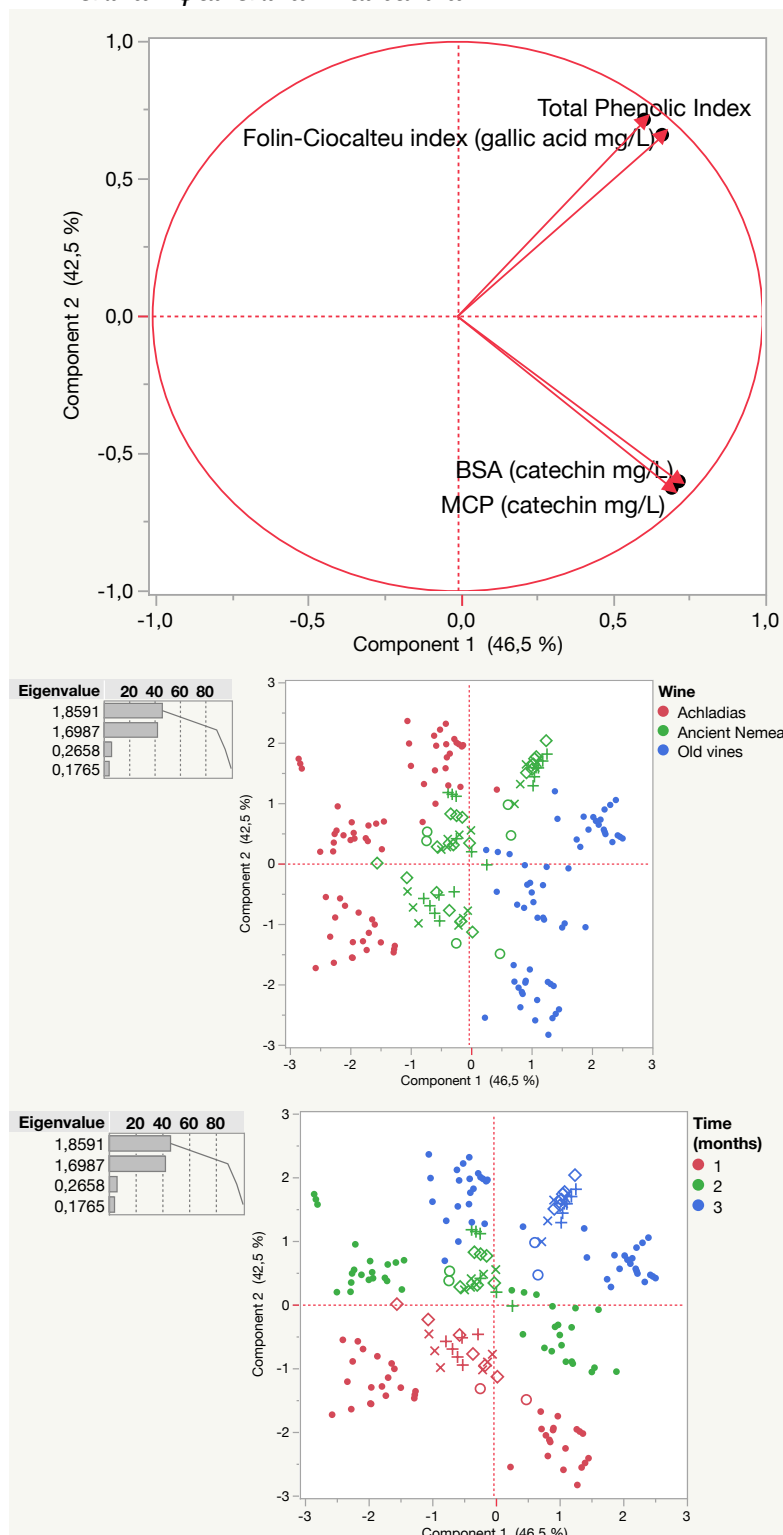 1,0
Total Phenolic Index
Folin-Ciocalteu index (gallic acid mg/L)
0,5
Component 2 (42,5 %)
0,0
-0,5
BSA (catechin mg/L)
MCP (catechin mg/L)
-1,0
-1,0 -0,5 0,0 0,5 1,0
Component 1 (46,5 %)
Eigenvalue 20 40 60 80
1,8591
1,6987
0,2658
0,1765
3
2
1
0
-1
-2
-3
Component 2 (42,5 %)
-3 -2 -1 0 1 2 3
Component 1 (46,5 %)
Wine
Achladias
Ancient Nemea
Old vines
Eigenvalue 20 40 60 80
1,8591
1,6987
0,2658
0,1765
3
2
1
0
-1
-2
-3
Component 2 (42,5 %)
-3 -2 -1 0 1 2 3
Component 1 (46,5 %)
Time
(months)
1
2
3